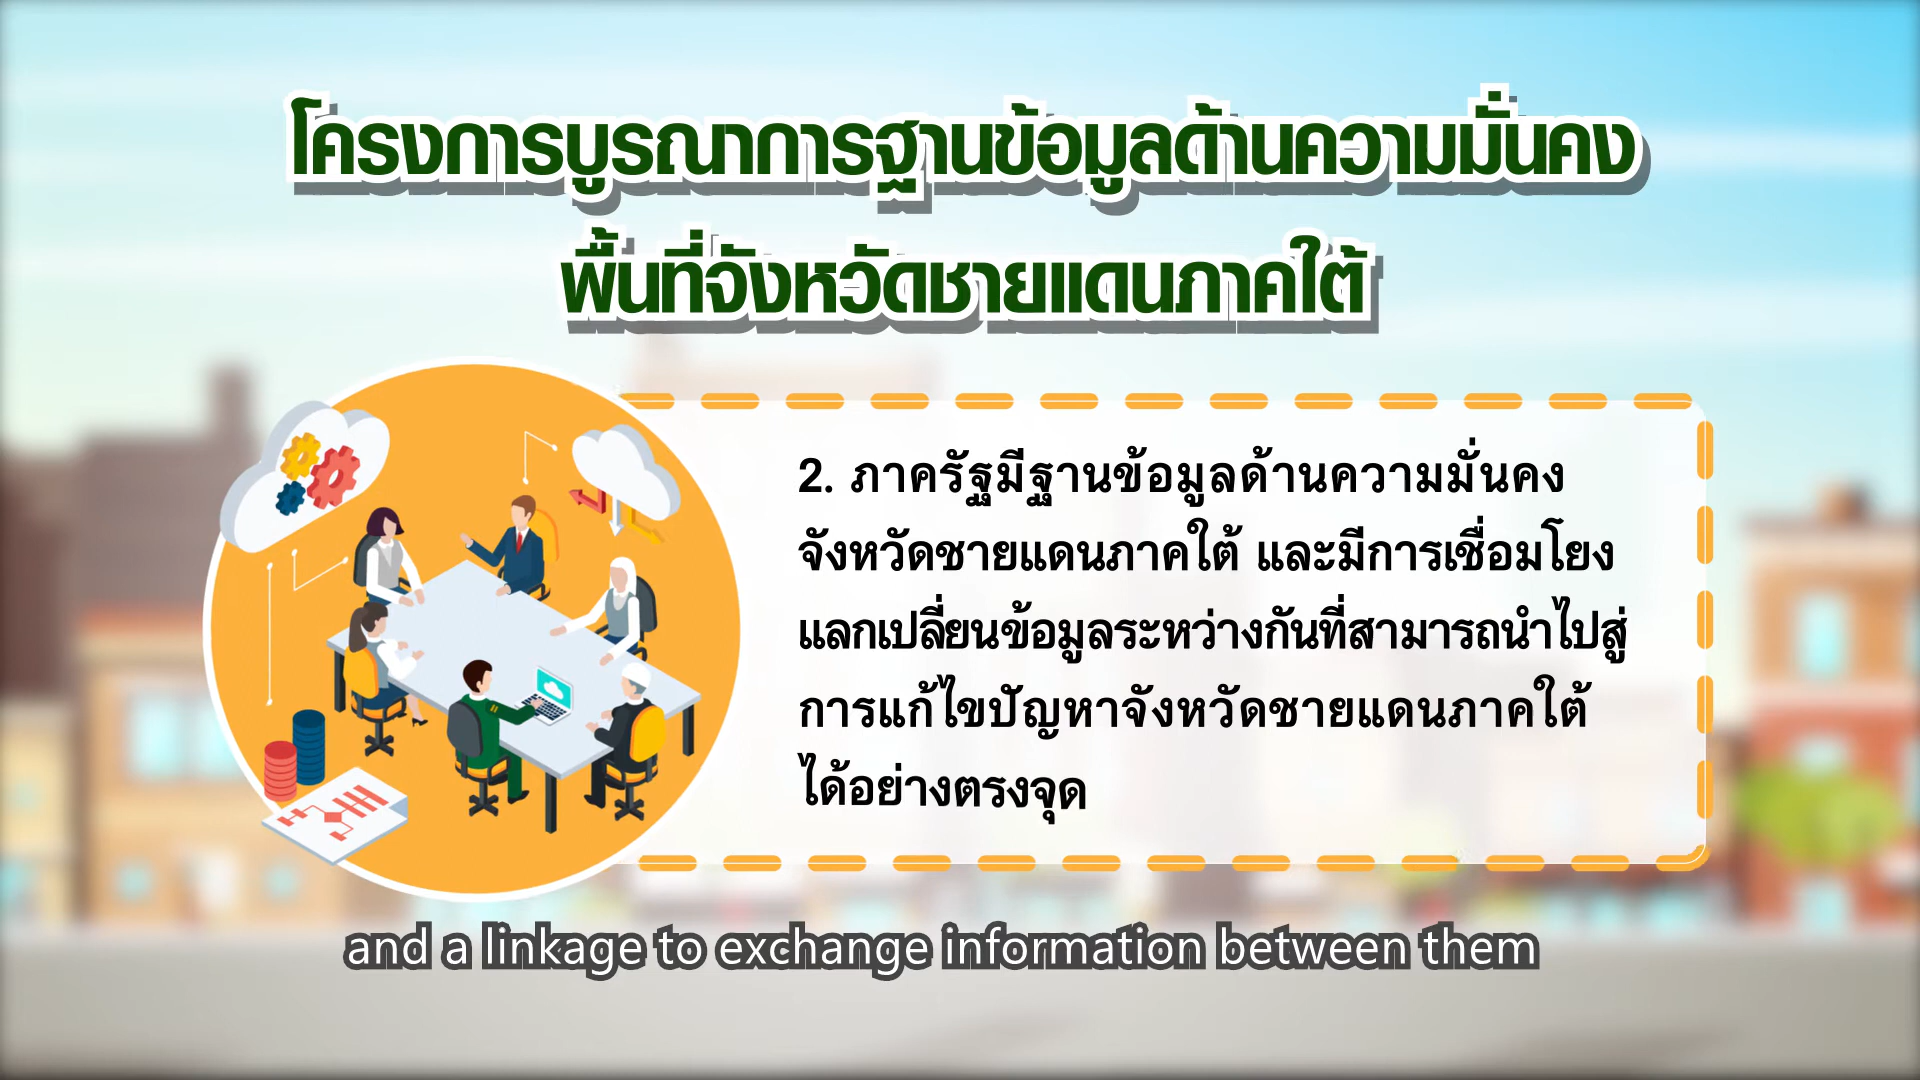 โครงการบูรณาการฐานข้อมูลด้านความมั่นคง
พื้นที่จังหวัดชายแดนภาคใต้
2. ภาครัฐมีฐานข้อมูลด้านความมั่นคง
จังหวัดชายแดนภาคใต้ และมีการเชื่อมโยง
แลกเปลี่ยนข้อมูลระหว่างกันที่สามารถนำไปสู่
การแก้ไขปัญหาจังหวัดชายแดนภาคใต้
ได้อย่างตรงจุด
and a linkage to exchange information between them